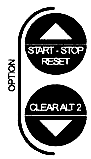 OPTION
START - STOP
RESET
CLEAR ALT 2